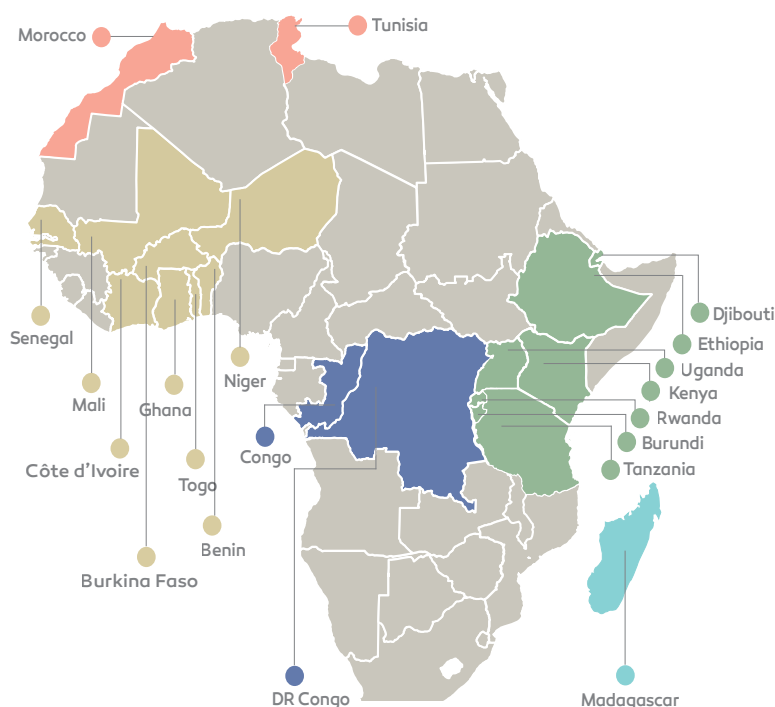 Tunisia
Morocco
Djibouti
Senegal
Ethiopia
Niger
Uganda
Mali
Kenya
Ghana
Rwanda
Burundi
Congo
Côte d'Ivoire
Tanzania
Togo
Benin
Burkina Faso
DR Congo
Madagascar